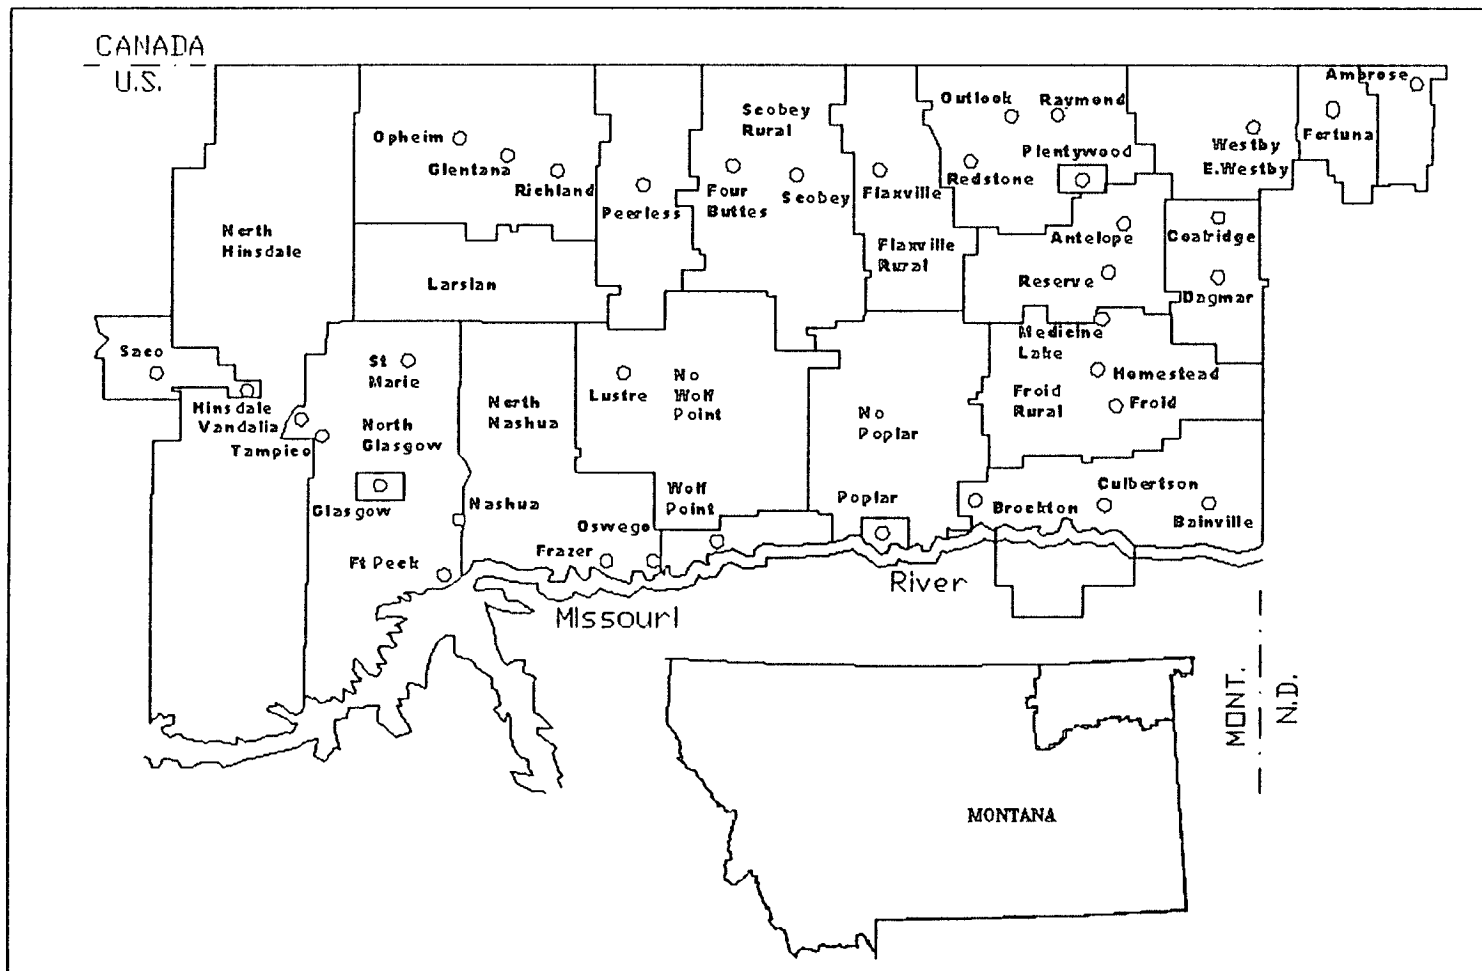 CANADA
U.S.
Ambrose
Outlook
Raymond
Scobey
Rural
Fortuna
Opheim
Westby
E.Westby
Glentana
Plentywood
Richland
Redstone
Peerless
Four
Buttes
Scobey
Flaxville
North
Hinsdale
Antelope
Coalridge
Flaxville
Rural
Larslan
Reserve
Dagmar
Saco
St
Marie
Medicine
Lake
Lustre
No
Wolf
Point
Homestead
Froid
Rural
Froid
Hinsdale
Vandalia
North
Glasgow
North
Nashua
No
Poplar
Tampico
Glasgow
Nashua
Wolf
Point
Poplar
Culbertson
Brockton
Bainville
Oswego
Frazer
Ft Peck
River
Missouri
MONT.
N.D.
MONTANA